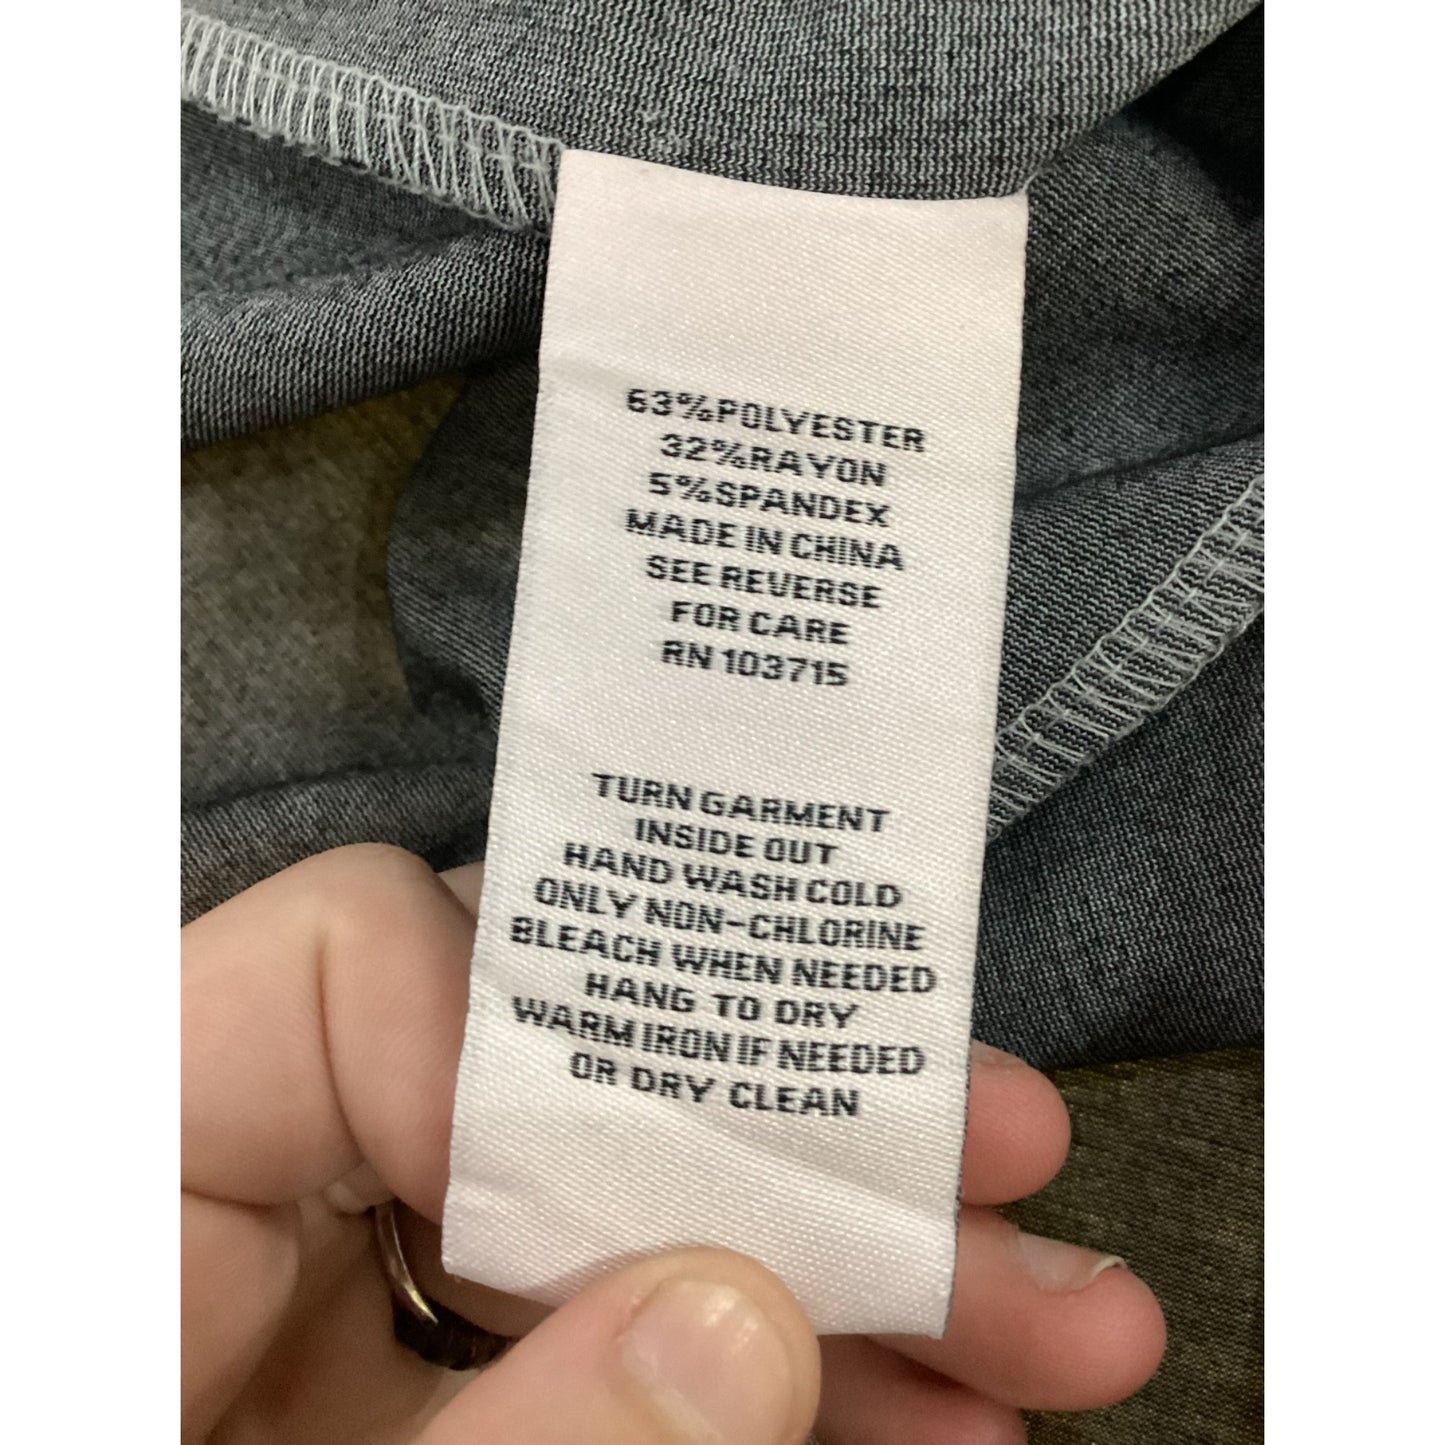 63%POLYESTER
32%RAYON
5%SPANDEX
MADE IN CHINA
SEE REVERSE
FOR CARE
RN 103715
TURN GARMENT
INSIDE OUT
HAND WASH COLD
ONLY NON-CHLORINE
BLEACH WHEN NEEDED
HANG TO DRY
WARM IRON IF NEEDED
OR DRY CLEAN